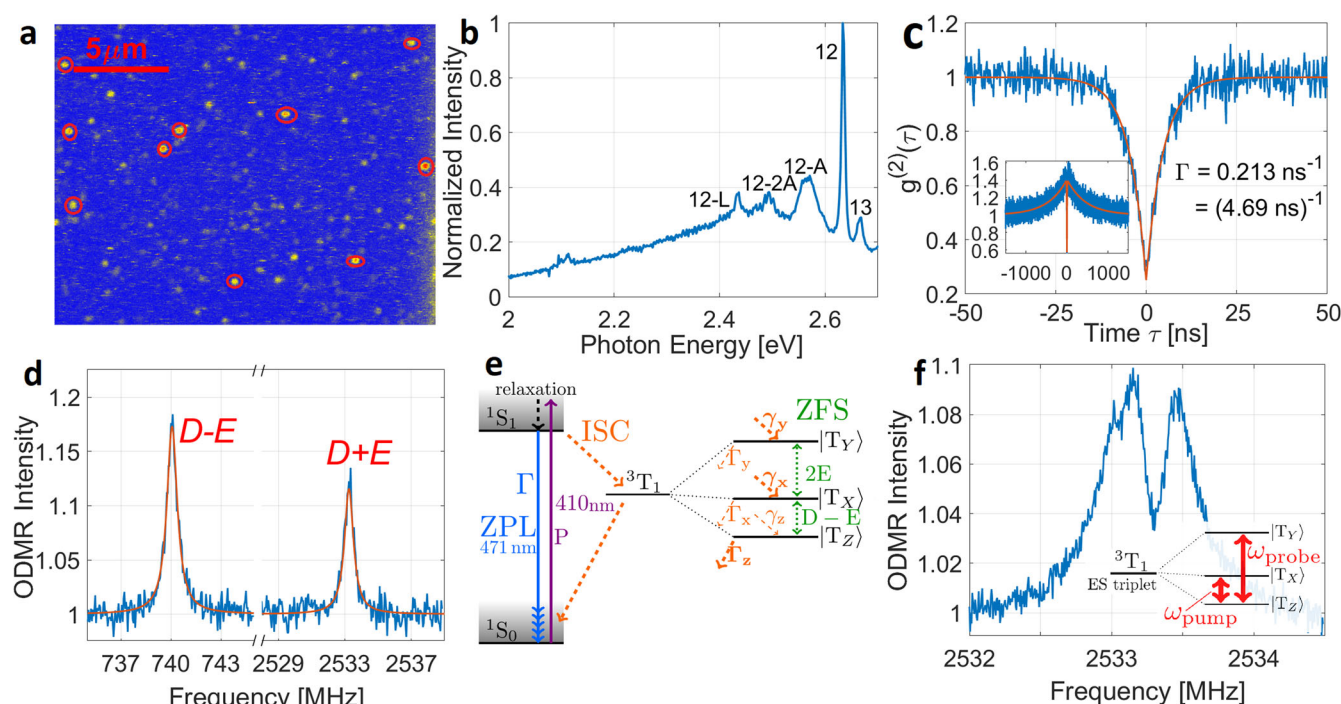 a
5μm
b
Normalized Intensity
1
0.8
0.6
0.4
0.2
0
12
13
12-A
12-2A
12-L
2
2.2
2.4
2.6
Photon Energy [eV]
c
g(2)(τ)
1.2
1
0.8
0.6
0.4
0.2
Γ = 0.213 ns-1
= (4.69 ns)-1
1.6
1.4
1.2
1
0.8
0.6
-1000 0 1000
-50 -25 0 25 50
Time τ [ns]
d
ODMR Intensity
1.2
1.15
1.1
1.05
1
//
//
D-E
D+E
737 740 743 2529 2533 2537
Frequency [MHz]
e
relaxation
1S1
ISC
Γ
ZPL
471 nm
410nm
P
1S0
3T1
ZFS
γy
|TY⟩
Γy
2E
γx
|TX⟩
Γx
γz
D − E
|TZ⟩
Γz
f
ODMR Intensity
1.1
1.08
1.06
1.04
1.02
1
3T1
ES triplet
|TY⟩
ωprobe
|TX⟩
|TZ⟩
ωpump
2532 2533 2534
Frequency [MHz]